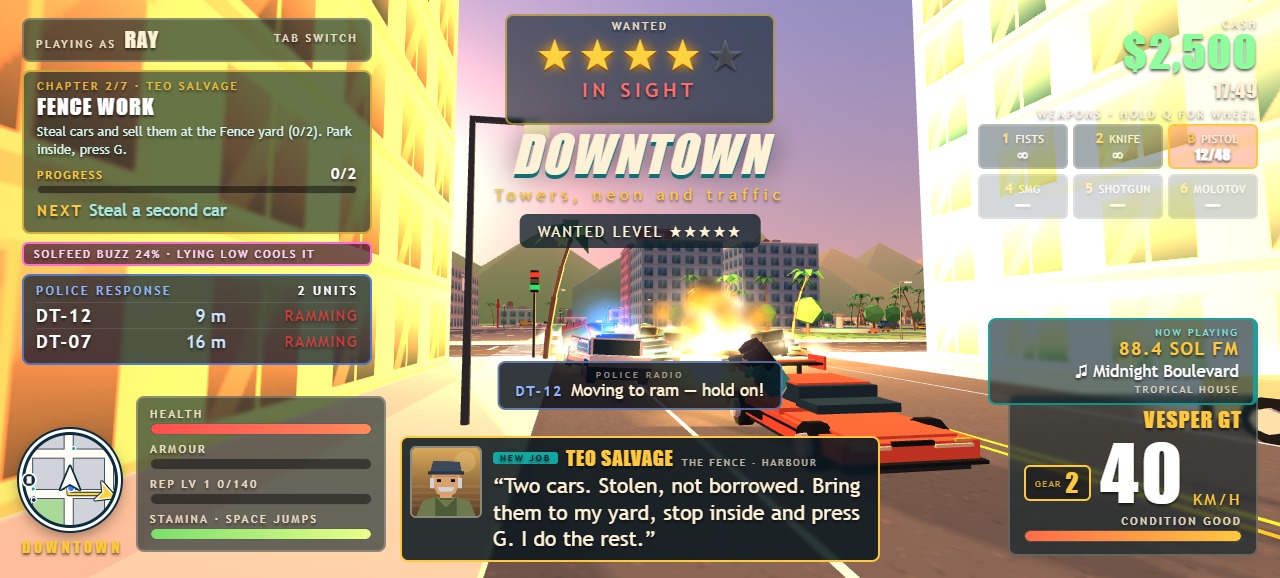 PLAYING AS RAY TAB SWITCH
CHAPTER 2/7 · TEO SALVAGE
FENCE WORK
Steal cars and sell them at the Fence yard (0/2). Park
inside, press G.
PROGRESS 0/2
NEXT Steal a second car
SOLFEED BUZZ 24% · LYING LOW COOLS IT
POLICE RESPONSE 2 UNITS
DT-12 9 m RAMMING
DT-07 16 m RAMMING
HEALTH
ARMOUR
REP LV 1 0/140
STAMINA · SPACE JUMPS
DOWNTOWN
WANTED
IN SIGHT
DOWNTOWN
Towers, neon and traffic
WANTED LEVEL ★★★★★
POLICE RADIO
DT-12 Moving to ram — hold on!
NEW JOB TEO SALVAGE THE FENCE · HARBOUR
“Two cars. Stolen, not borrowed. Bring
them to my yard, stop inside and press
G. I do the rest.”
CASH
$2,500
17:49
WEAPONS · HOLD Q FOR WHEEL
1 FISTS
∞
2 KNIFE
∞
3 PISTOL
12/48
4 SMG
—
5 SHOTGUN
—
6 MOLOTOV
—
NOW PLAYING
88.4 SOL FM
♫ Midnight Boulevard
TROPICAL HOUSE
VESPER GT
GEAR 2 40 KM/H
CONDITION GOOD